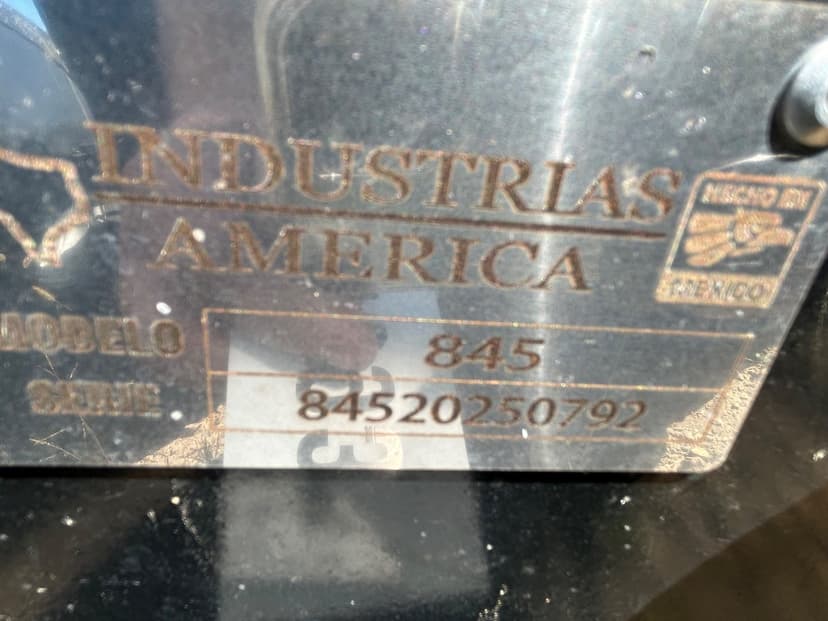 INDUSTRIAS
AMERICA
HECHO EN
MEXICO
MODELO 845
SERIE 84520250792